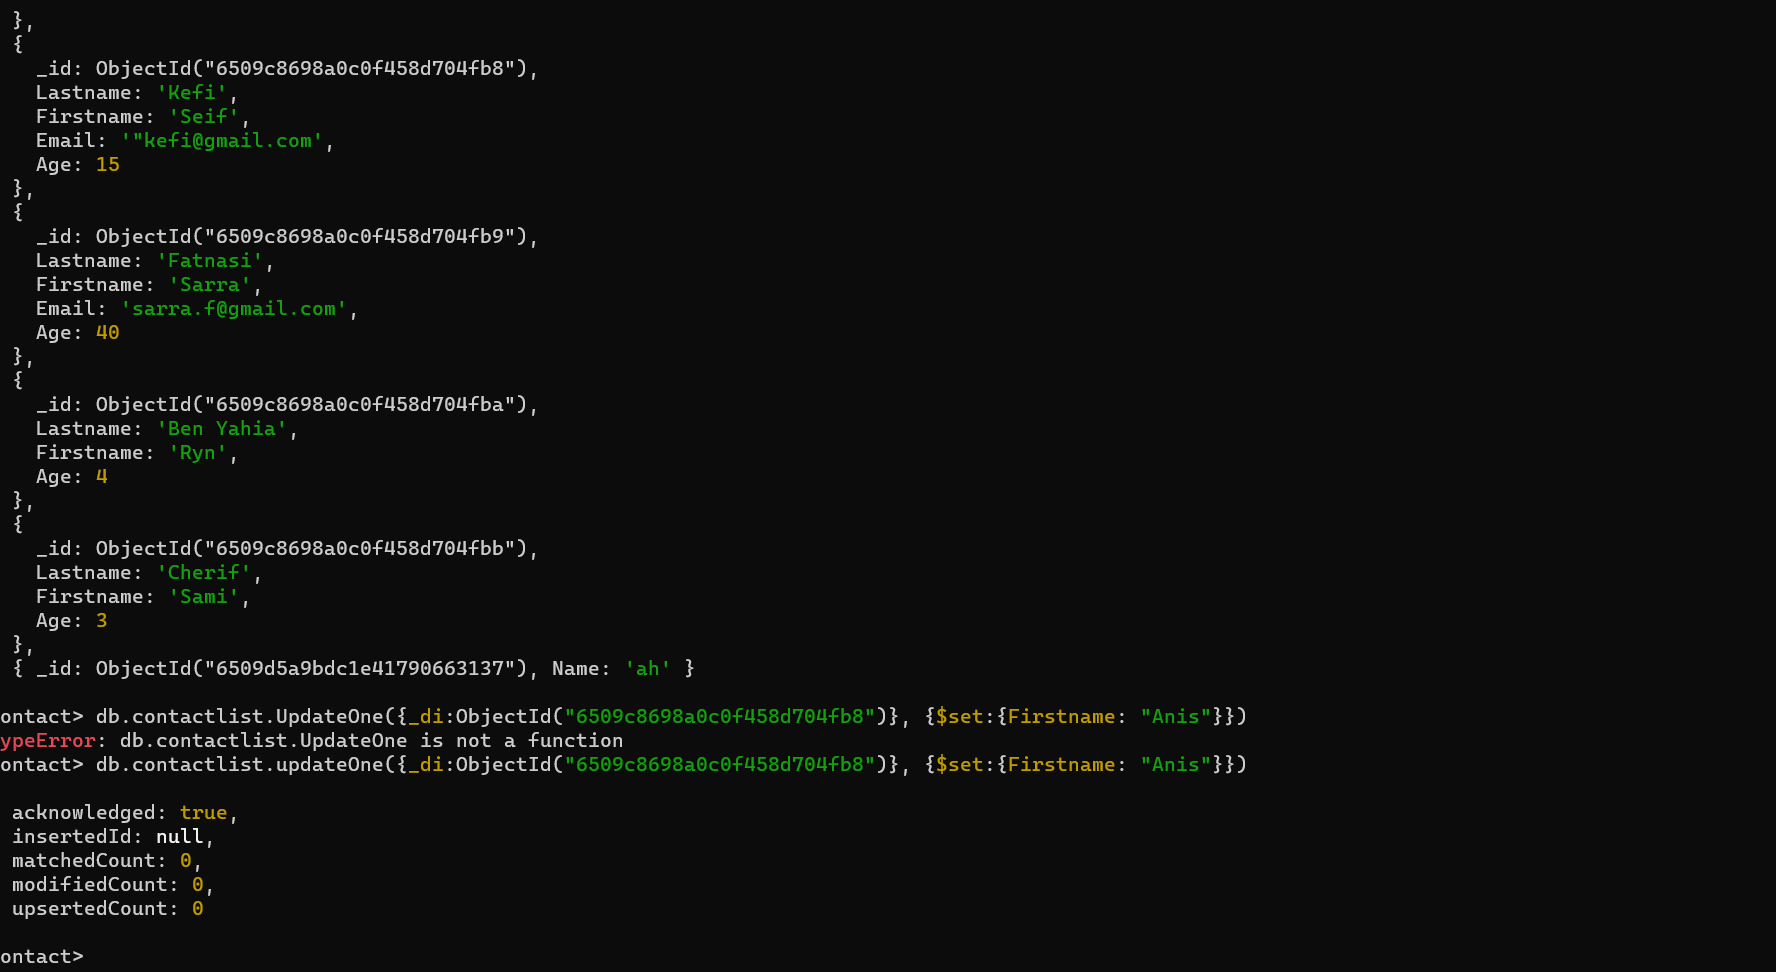 },
{
_id: ObjectId("6509c8698a0c0f458d704fb8"),
Lastname: 'Kefi',
Firstname: 'Seif',
Email: '"kefi@gmail.com',
Age: 15
},
{
_id: ObjectId("6509c8698a0c0f458d704fb9"),
Lastname: 'Fatnasi',
Firstname: 'Sarra',
Email: 'sarra.f@gmail.com',
Age: 40
},
{
_id: ObjectId("6509c8698a0c0f458d704fba"),
Lastname: 'Ben Yahia',
Firstname: 'Ryn',
Age: 4
},
{
_id: ObjectId("6509c8698a0c0f458d704fbb"),
Lastname: 'Cherif',
Firstname: 'Sami',
Age: 3
},
{ _id: ObjectId("6509d5a9bdc1e41790663137"), Name: 'ah' }
ontact> db.contactlist.UpdateOne({_di:ObjectId("6509c8698a0c0f458d704fb8")}, {$set:{Firstname: "Anis"}})
ypeError: db.contactlist.UpdateOne is not a function
ontact> db.contactlist.updateOne({_di:ObjectId("6509c8698a0c0f458d704fb8")}, {$set:{Firstname: "Anis"}})
acknowledged: true,
insertedId: null,
matchedCount: 0,
modifiedCount: 0,
upsertedCount: 0
ontact>